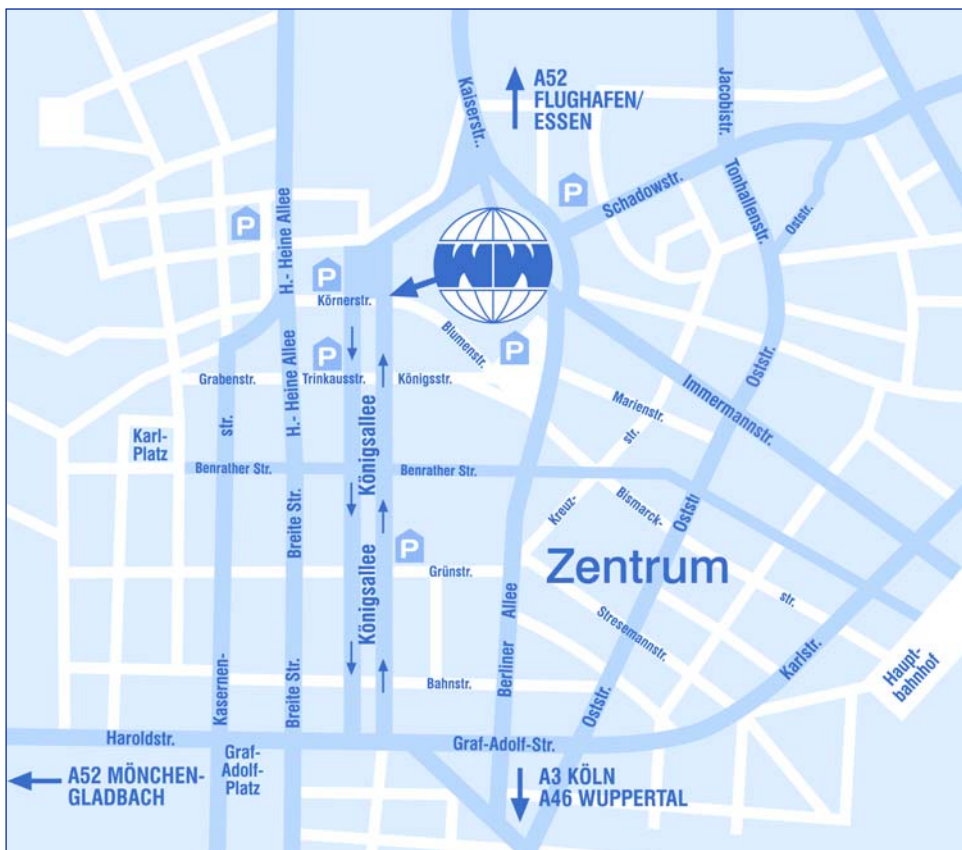 A52
FLUGHAFEN/
ESSEN
Kaiserstr..
Jacobistr.
Schadowstr.
Tonhallenstr.
Oststr.
P
P
H.- Heine Allee
P
WW
Körnerstr.
Blumenstr.
P
P
Grabenstr.
Trinkausstr.
Königsstr.
H.- Heine Allee
Oststr.
Immermannstr.
Marienstr.
str.
str.
Karl-
Platz
Königsallee
Benrather Str.
Benrather Str.
Kreuz-
Bismarck-
Oststr
Breite Str.
P
Grünstr.
Zentrum
Königsallee
Allee
str.
Stresemannstr.
Karlstr.
Haupt-
bahnhof
Kasernen-
Breite Str.
Bahnstr.
Berliner
Oststr.
Haroldstr.
Graf-
Adolf-
Platz
Graf-Adolf-Str.
A52 MÖNCHEN-
GLADBACH
A3 KÖLN
A46 WUPPERTAL